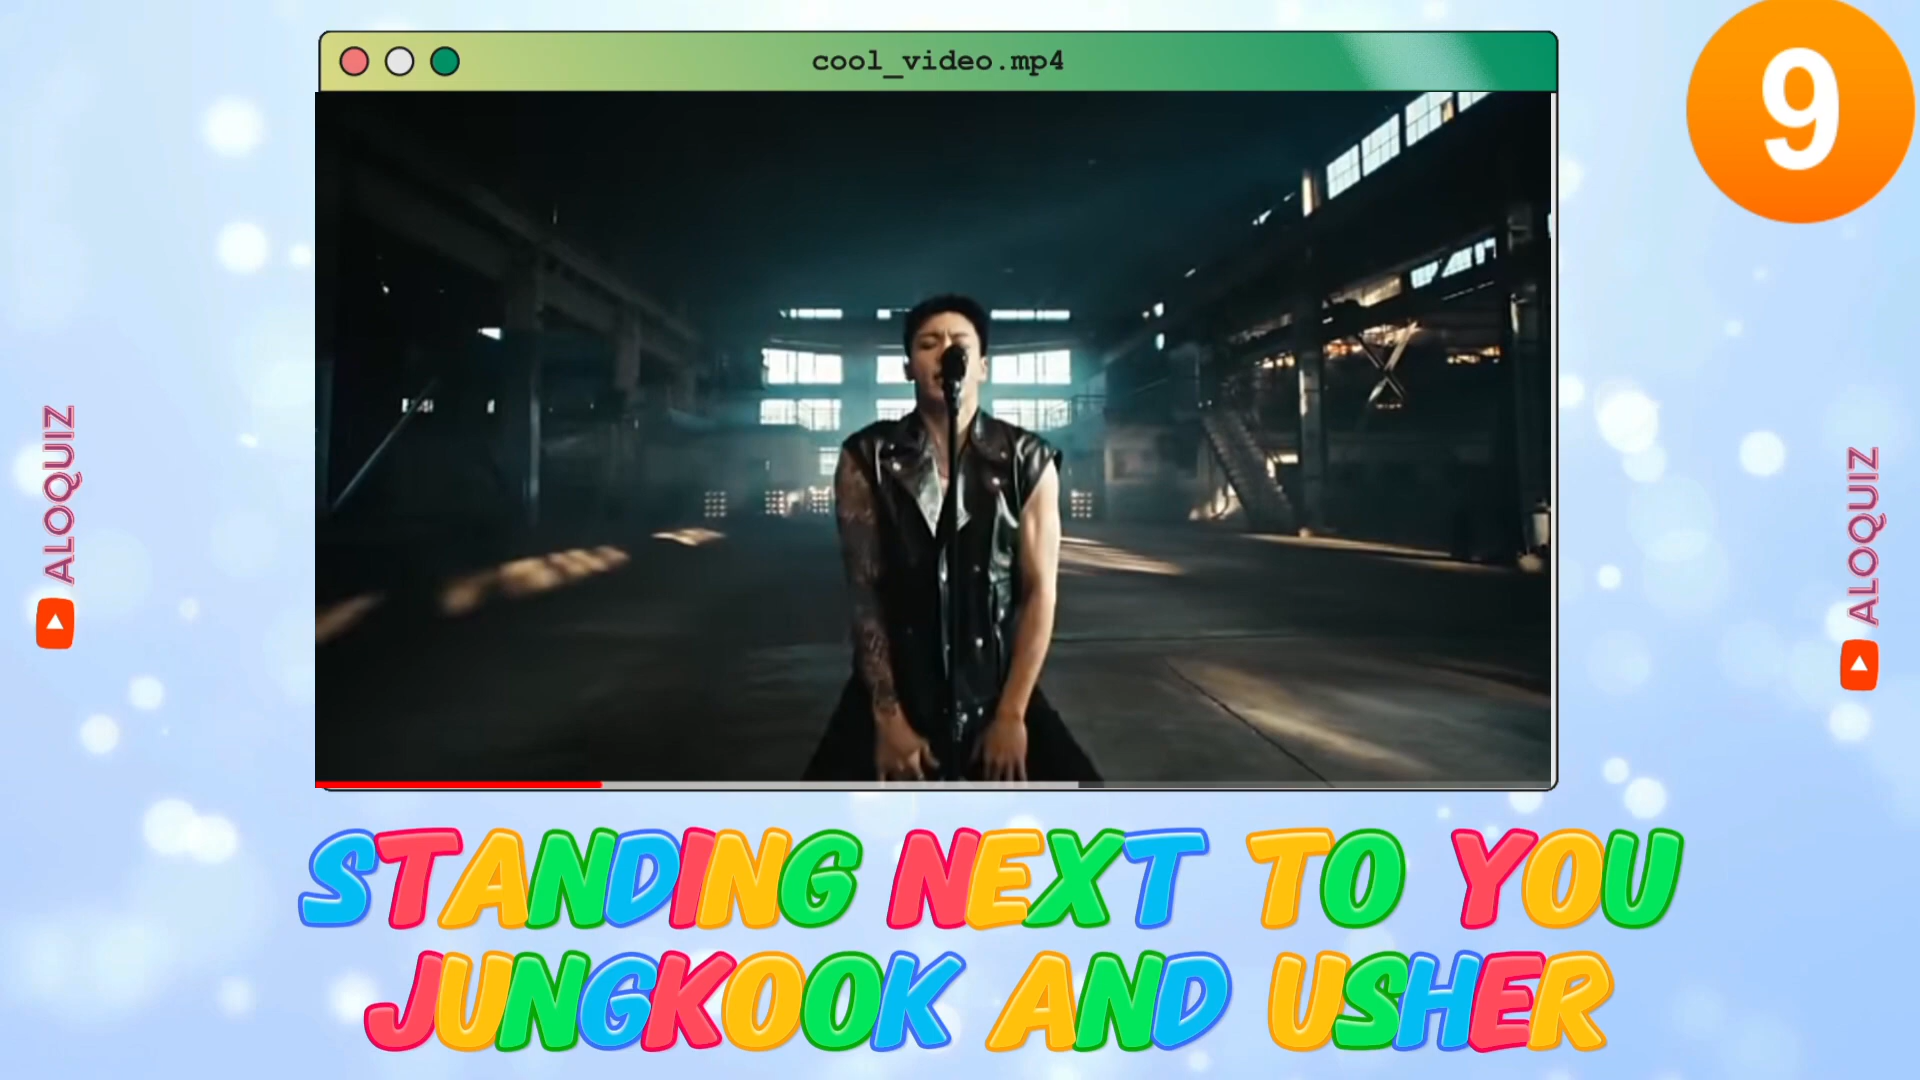 cool_video.mp4
9
ALOQUIZ
ALOQUIZ
STANDING NEXT TO YOU
JUNGKOOK AND USHER